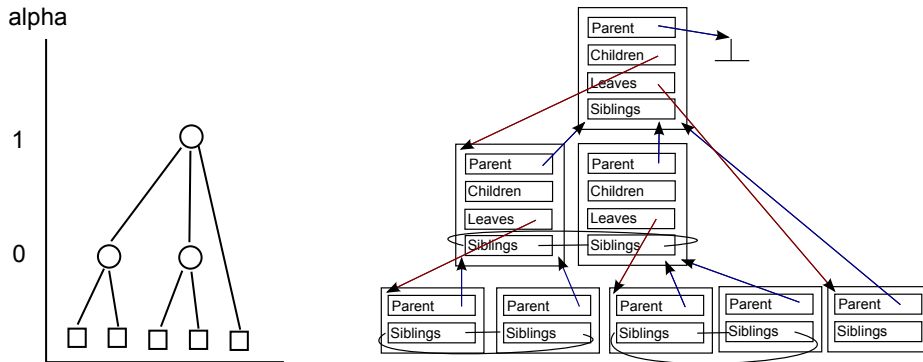 alpha
1
0
Parent
Children
Leaves
Siblings
Parent
Children
Leaves
Siblings
Parent
Children
Leaves
Siblings
Parent
Siblings
Parent
Siblings
Parent
Siblings
Parent
Siblings
Parent
Siblings